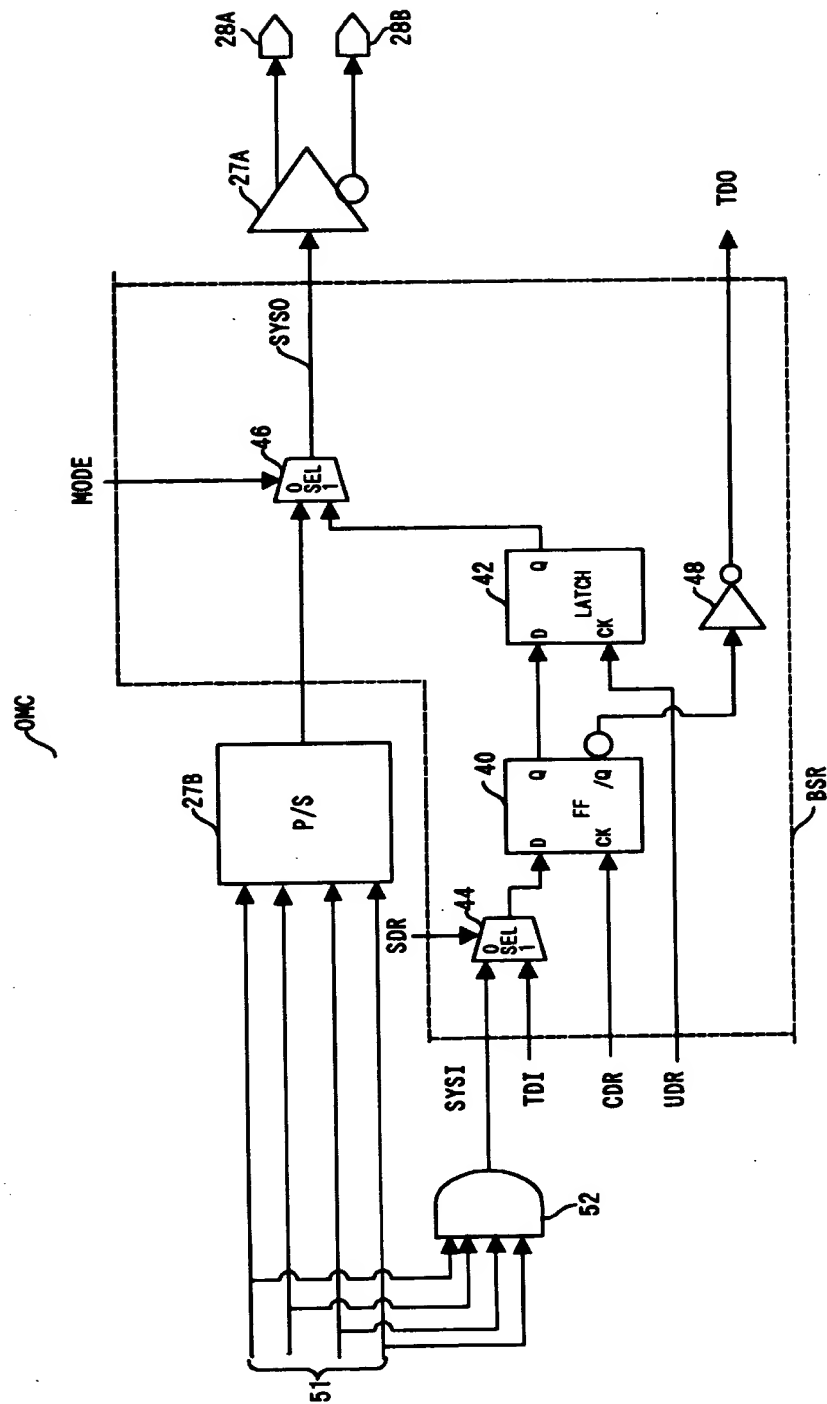 OMC
27B
P/S
MODE
46
0
SEL
1
SYSO
27A
28A
28B
SDR
44
0
SEL
1
40
D
Q
FF
CK
/Q
42
D
Q
LATCH
CK
48
TDO
51
52
SYSI
TDI
CDR
UDR
BSR